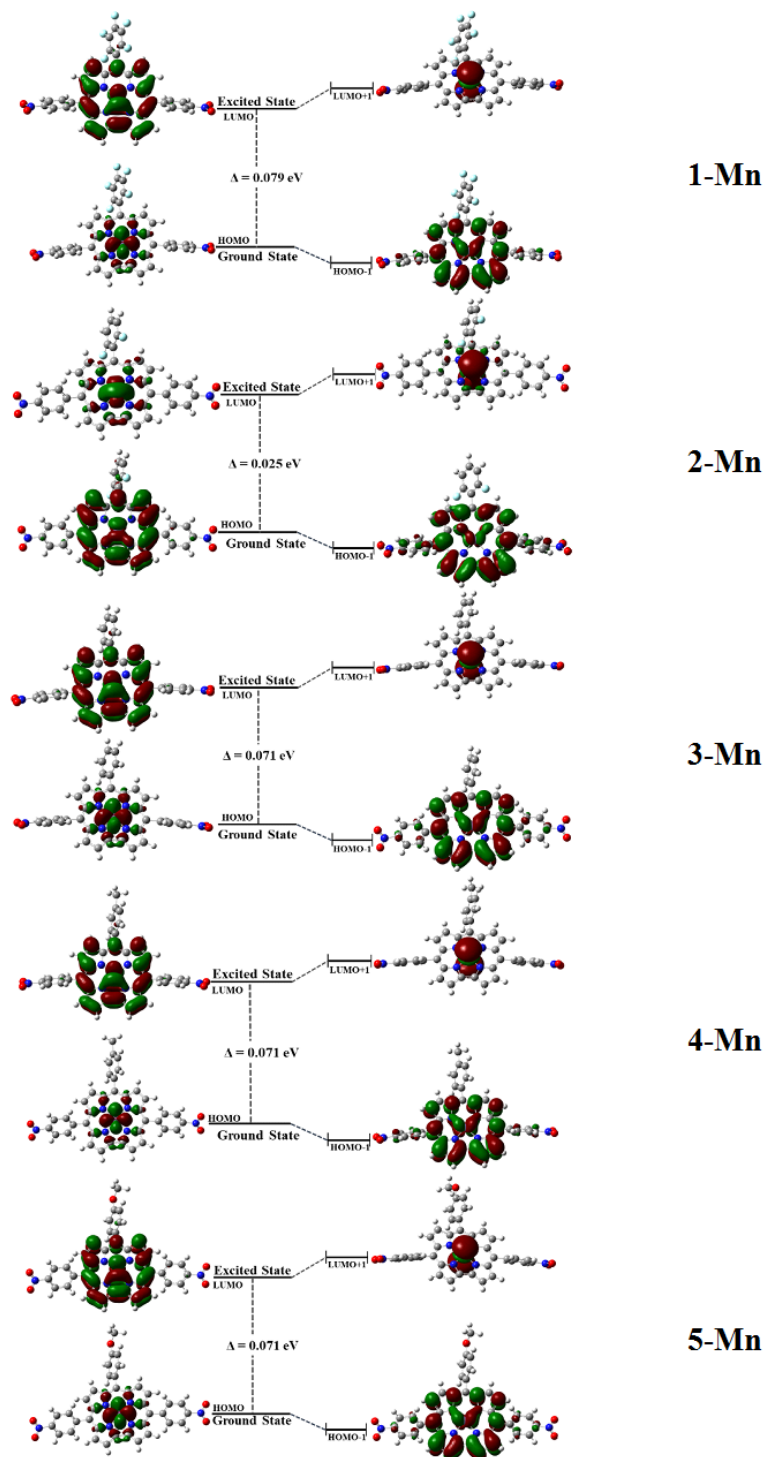 Excited State
LUMO
LUMO+1
Δ = 0.079 eV
1-Mn
HOMO
Ground State
HOMO-1
Excited State
LUMO
LUMO+1
Δ = 0.025 eV
2-Mn
HOMO
Ground State
HOMO-1
Excited State
LUMO
LUMO+1
Δ = 0.071 eV
3-Mn
HOMO
Ground State
HOMO-1
Excited State
LUMO
LUMO+1
Δ = 0.071 eV
4-Mn
HOMO
Ground State
HOMO-1
Excited State
LUMO
LUMO+1
Δ = 0.071 eV
5-Mn
HOMO
Ground State
HOMO-1